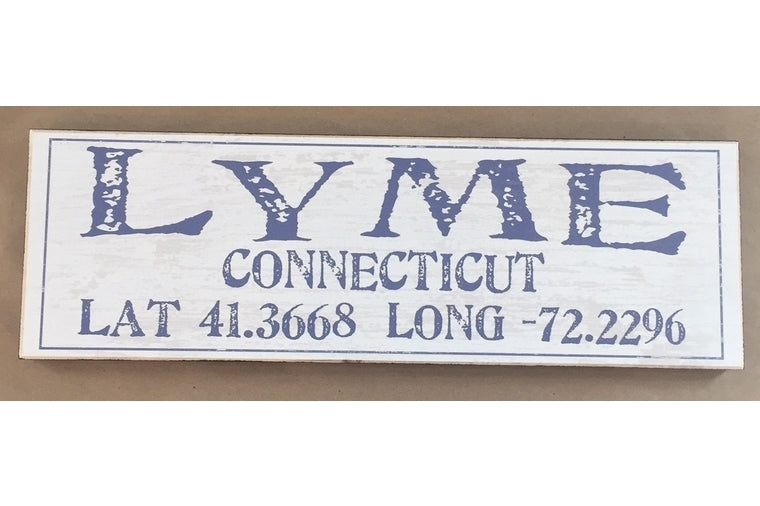 LYME
CONNECTICUT
LAT 41.3668 LONG -72.2296